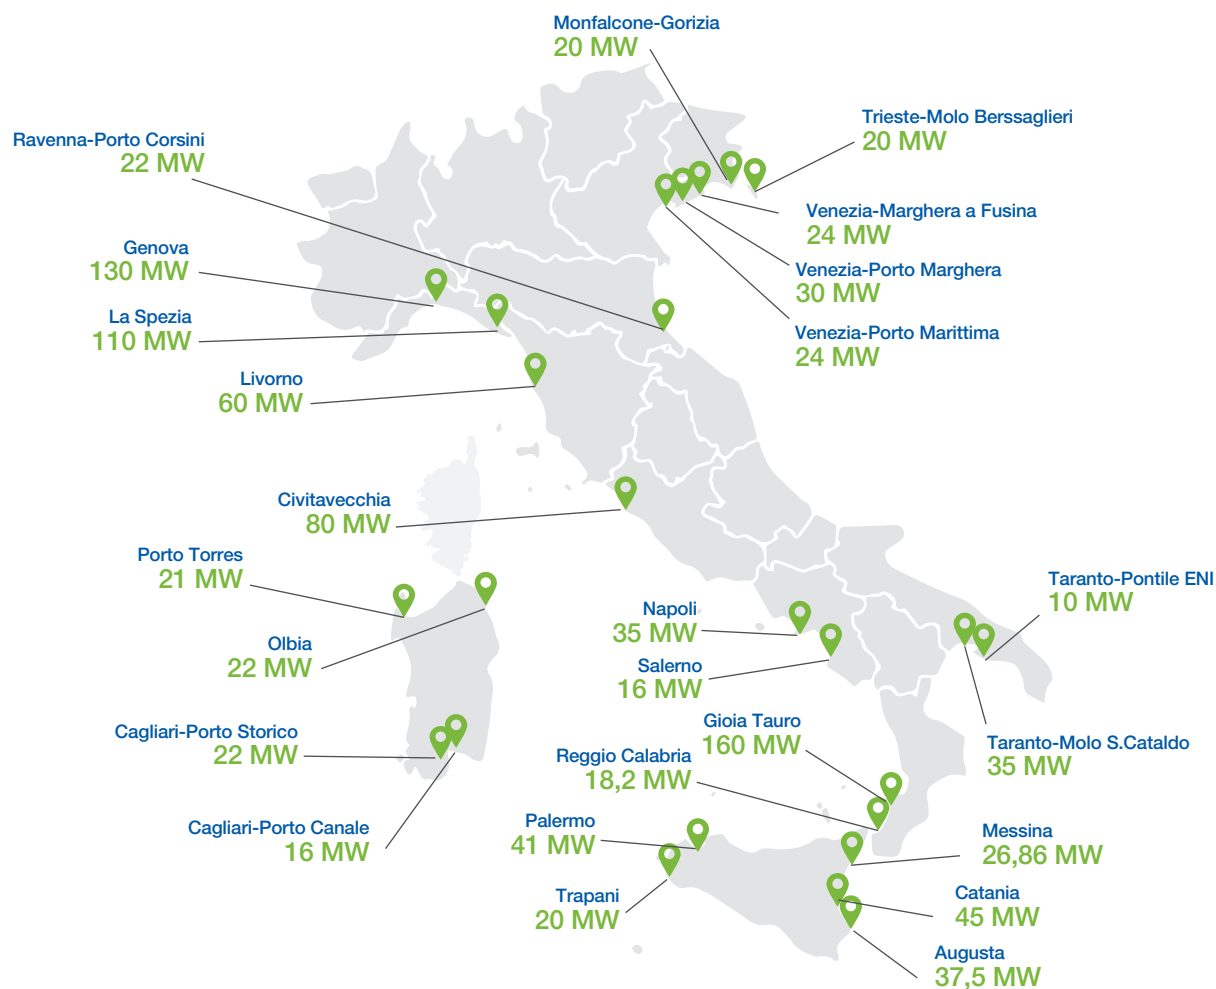 Monfalcone-Gorizia
20 MW
Trieste-Molo Berssaglieri
20 MW
Ravenna-Porto Corsini
22 MW
Venezia-Marghera a Fusina
24 MW
Genova
130 MW
Venezia-Porto Marghera
30 MW
La Spezia
110 MW
Venezia-Porto Marittima
24 MW
Livorno
60 MW
Civitavecchia
80 MW
Porto Torres
21 MW
Taranto-Pontile ENI
10 MW
Napoli
35 MW
Olbia
22 MW
Salerno
16 MW
Gioia Tauro
160 MW
Cagliari-Porto Storico
22 MW
Taranto-Molo S.Cataldo
35 MW
Reggio Calabria
18,2 MW
Palermo
41 MW
Cagliari-Porto Canale
16 MW
Messina
26,86 MW
Trapani
20 MW
Catania
45 MW
Augusta
37,5 MW